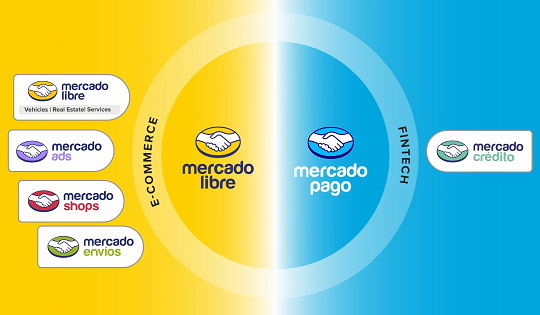 mercado
libre
Vehicles | Real Estatel Services
mercado
ads
mercado
shops
mercado
envios
E-COMMERCE
mercado
libre
mercado
pago
FINTECH
mercado
crédito